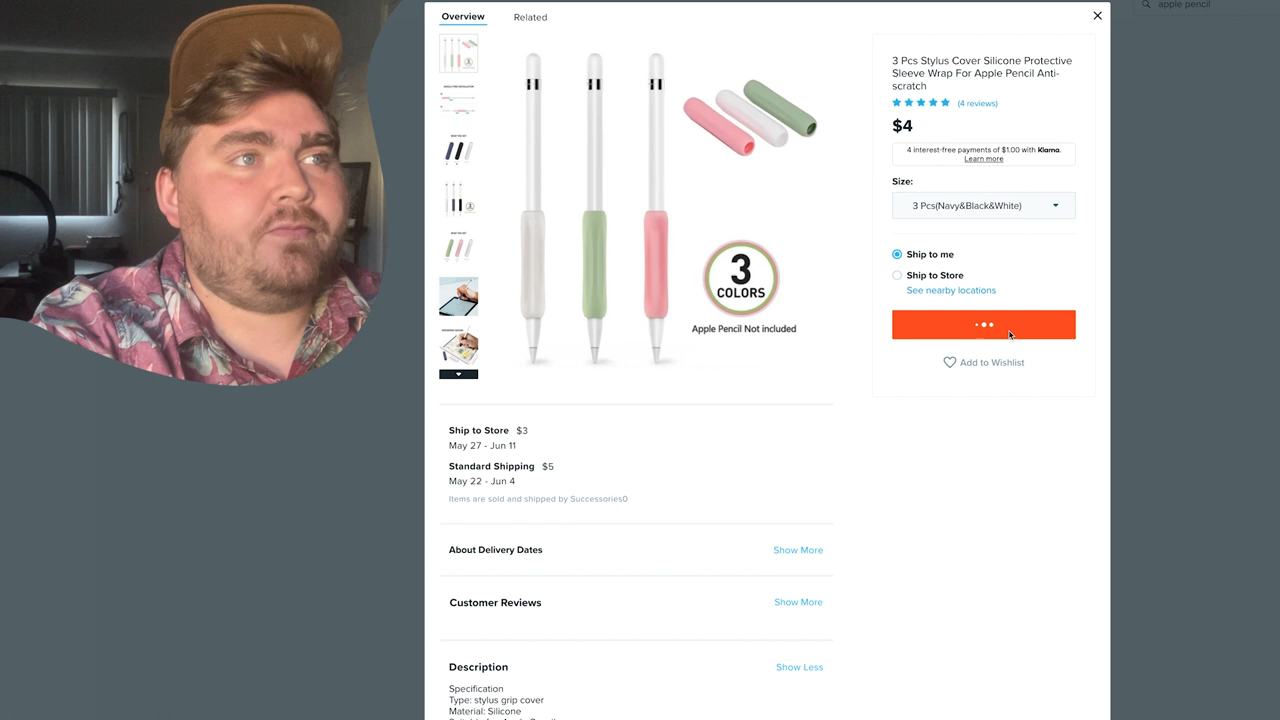 apple pencil
Overview
Related
3 Pcs Stylus Cover Silicone Protective
Sleeve Wrap For Apple Pencil Anti-
scratch
(4 reviews)
$4
4 interest-free payments of $1.00 with Klarna.
Learn more
Size:
3 Pcs(Navy&Black&White)
Ship to me
Ship to Store
See nearby locations
Add to Wishlist
3
COLORS
Apple Pencil Not included
Ship to Store $3
May 27 - Jun 11
Standard Shipping $5
May 22 - Jun 4
Items are sold and shipped by Successories0
About Delivery Dates
Show More
Customer Reviews
Show More
Description
Show Less
Specification
Type: stylus grip cover
Material: Silicone